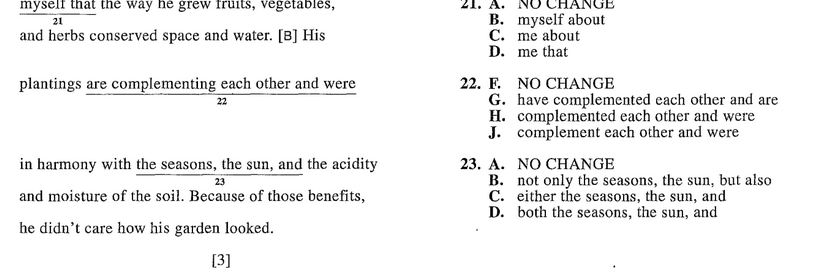 myself that the way he grew fruits, vegetables,
21
and herbs conserved space and water. [B] His
plantings are complementing each other and were
22
in harmony with the seasons, the sun, and the acidity
23
and moisture of the soil. Because of those benefits,
he didn't care how his garden looked.
[3]
21. A. NO CHANGE
B. myself about
C. me about
D. me that
22. F. NO CHANGE
G. have complemented each other and are
H. complemented each other and were
J. complement each other and were
23. A. NO CHANGE
B. not only the seasons, the sun, but also
C. either the seasons, the sun, and
D. both the seasons, the sun, and